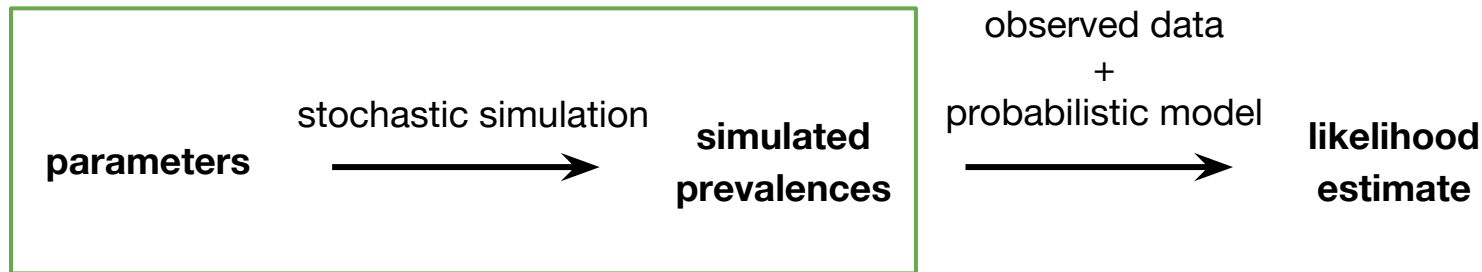 parameters
stochastic simulation
simulated
prevalences
observed data
+
probabilistic model
likelihood
estimate